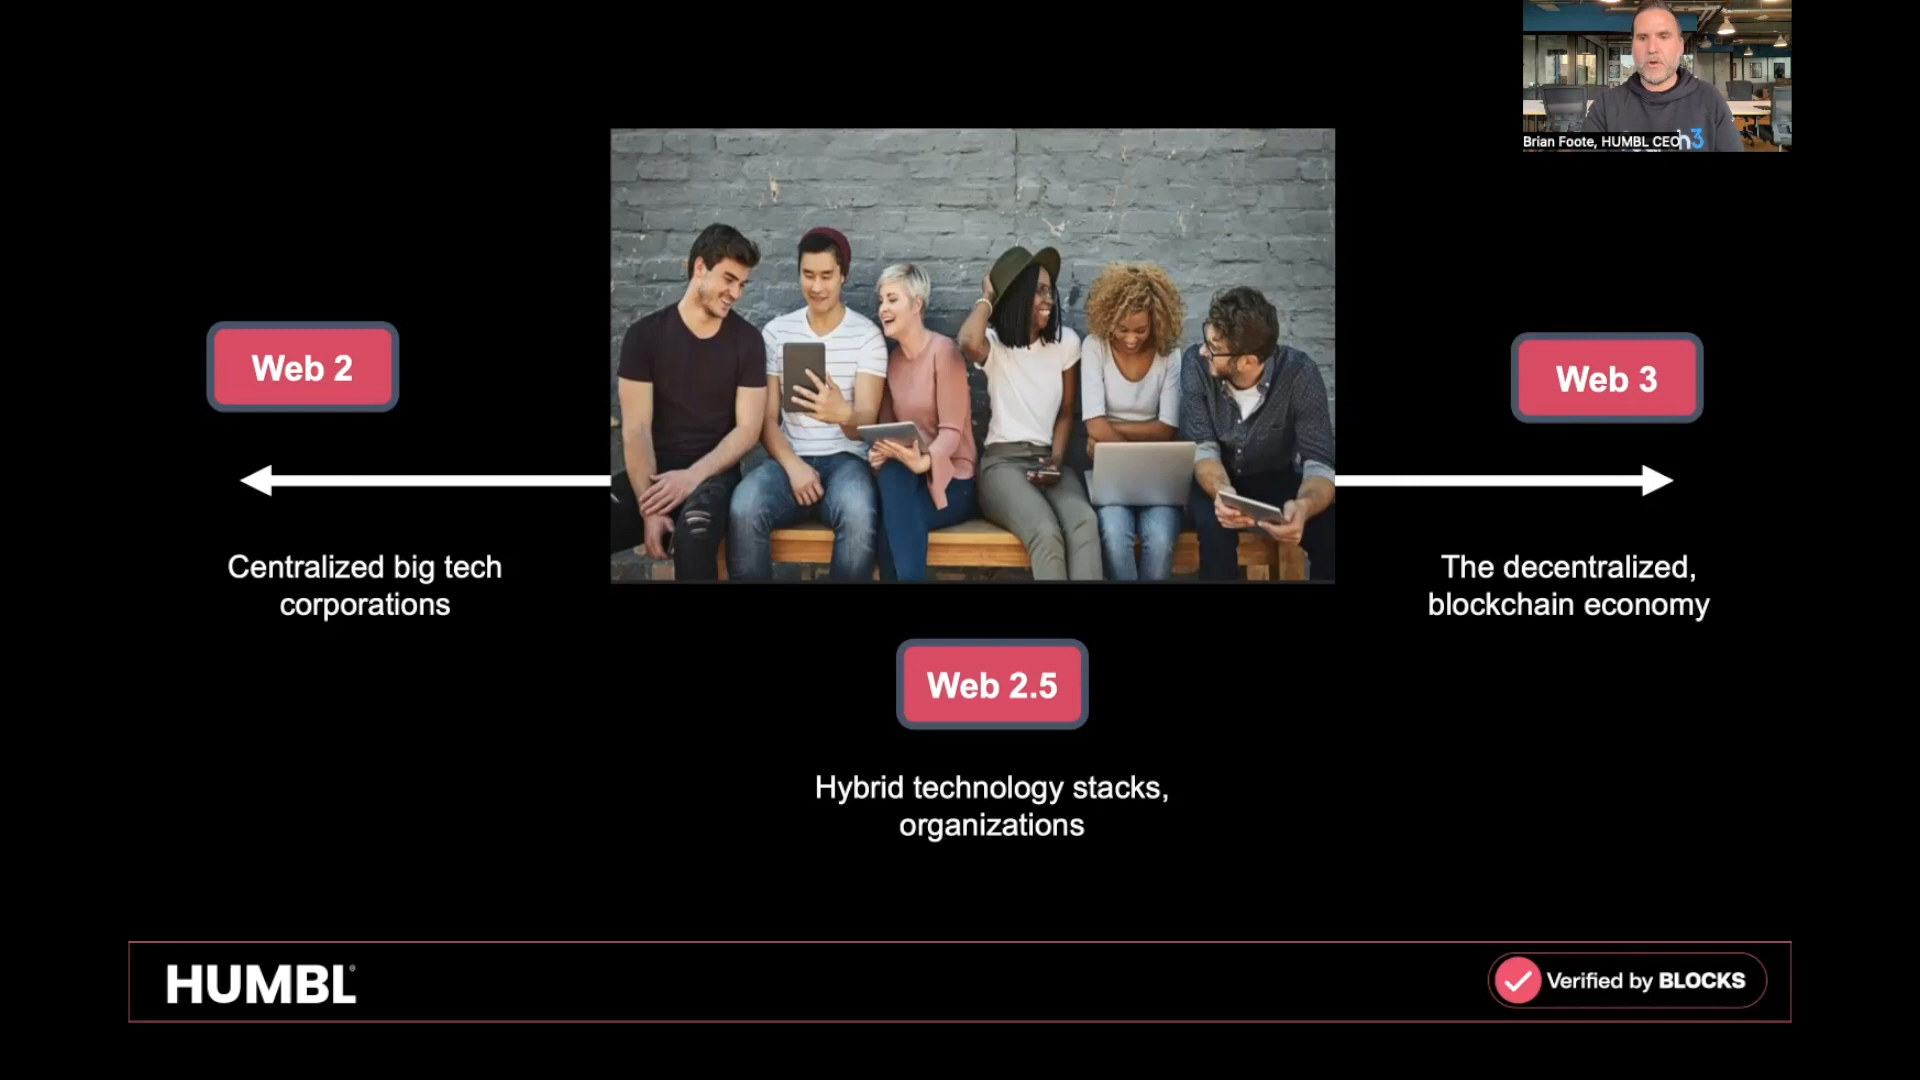 Brian Foote, HUMBL CEO
h3
Web 2
Web 3
Centralized big tech
corporations
The decentralized,
blockchain economy
Web 2.5
Hybrid technology stacks,
organizations
HUMBL®
Verified by BLOCKS